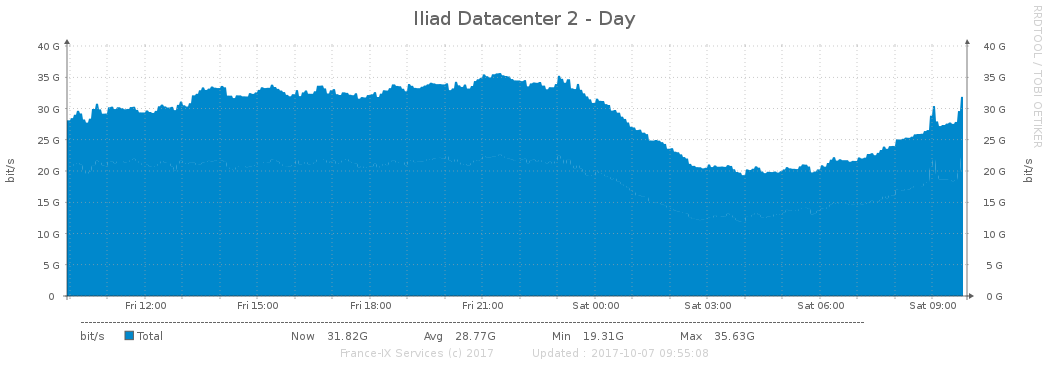 Iliad Datacenter 2 - Day
RRDTOOL / TOBI OETIKER
40 G 40 G
35 G 35 G
30 G 30 G
25 G 25 G
20 G 20 G
15 G 15 G
10 G 10 G
5 G 5 G
0 0 G
bit/s bit/s
Fri 12:00 Fri 15:00 Fri 18:00 Fri 21:00 Sat 00:00 Sat 03:00 Sat 06:00 Sat 09:00
bit/s Total Now 31.82G Avg 28.77G Min 19.31G Max 35.63G
France-IX Services (c) 2017 Updated : 2017-10-07 09:55:08